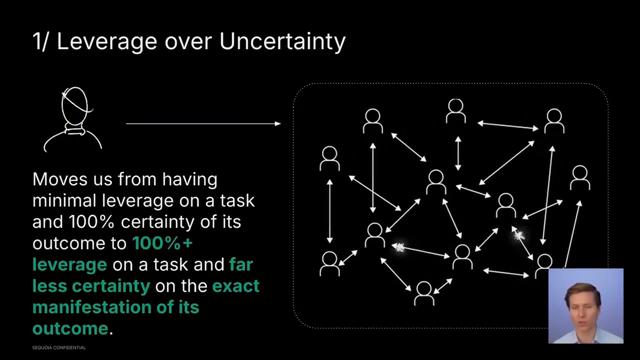 1/ Leverage over Uncertainty
Moves us from having
minimal leverage on a task
and 100% certainty of its
outcome to 100%+
leverage on a task and far
less certainty on the exact
manifestation of its
outcome.
SEQUOIA CONFIDENTIAL